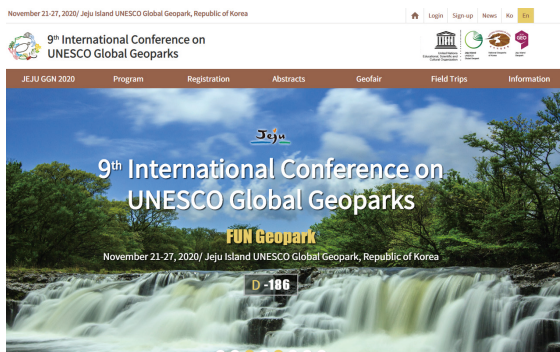 November 21-27, 2020/ Jeju Island UNESCO Global Geopark, Republic of Korea
Login Sign-up News Ko En
9th International Conference on
UNESCO Global Geoparks
JEJU GGN 2020 Program Registration Abstracts Geofair Field Trips Information
Jeju
9th International Conference on
UNESCO Global Geoparks
FUN Geopark
November 21-27, 2020/ Jeju Island UNESCO Global Geopark, Republic of Korea
D -186